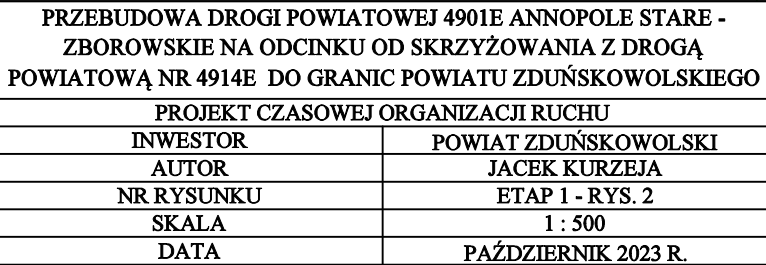 PRZEBUDOWA DROGI POWIATOWEJ 4901E ANNOPOLE STARE -
ZBOROWSKIE NA ODCINKU OD SKRZYŻOWANIA Z DROGĄ
POWIATOWĄ NR 4914E DO GRANIC POWIATU ZDUŃSKOWOLSKIEGO
PROJEKT CZASOWEJ ORGANIZACJI RUCHU
INWESTOR POWIAT ZDUŃSKOWOLSKI
AUTOR JACEK KURZEJA
NR RYSUNKU ETAP 1 - RYS. 2
SKALA 1 : 500
DATA PAŹDZIERNIK 2023 R.